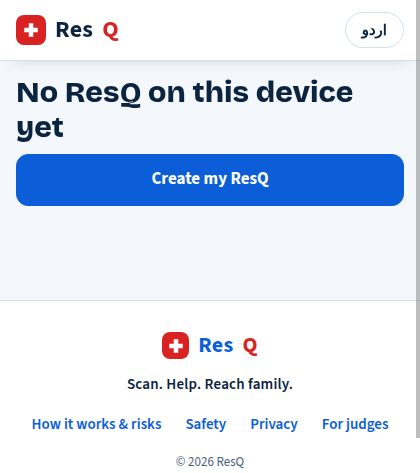 Res Q
اردو
No ResQ on this device
yet
Create my ResQ
Res Q
Scan. Help. Reach family.
How it works & risks Safety Privacy For judges
© 2026 ResQ